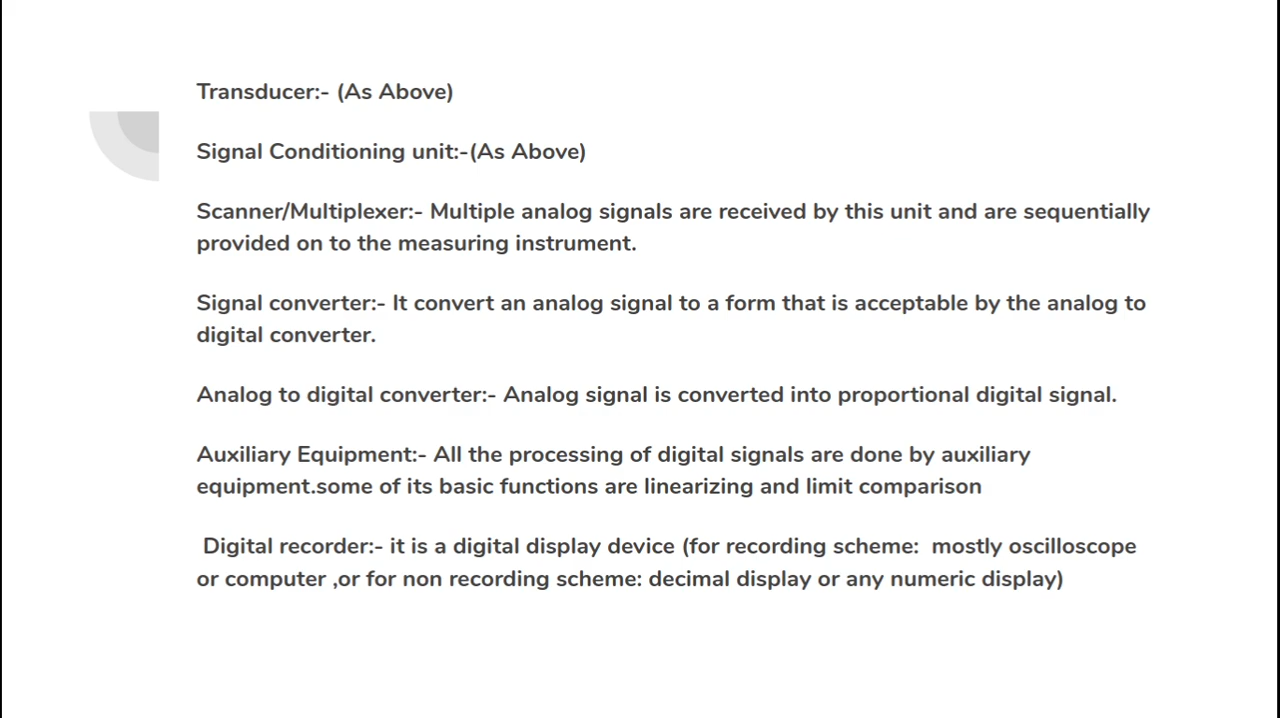 Transducer:- (As Above)
Signal Conditioning unit:-(As Above)
Scanner/Multiplexer:- Multiple analog signals are received by this unit and are sequentially
provided on to the measuring instrument.
Signal converter:- It convert an analog signal to a form that is acceptable by the analog to
digital converter.
Analog to digital converter:- Analog signal is converted into proportional digital signal.
Auxiliary Equipment:- All the processing of digital signals are done by auxiliary
equipment.some of its basic functions are linearizing and limit comparison
Digital recorder:- it is a digital display device (for recording scheme:  mostly oscilloscope
or computer ,or for non recording scheme: decimal display or any numeric display)